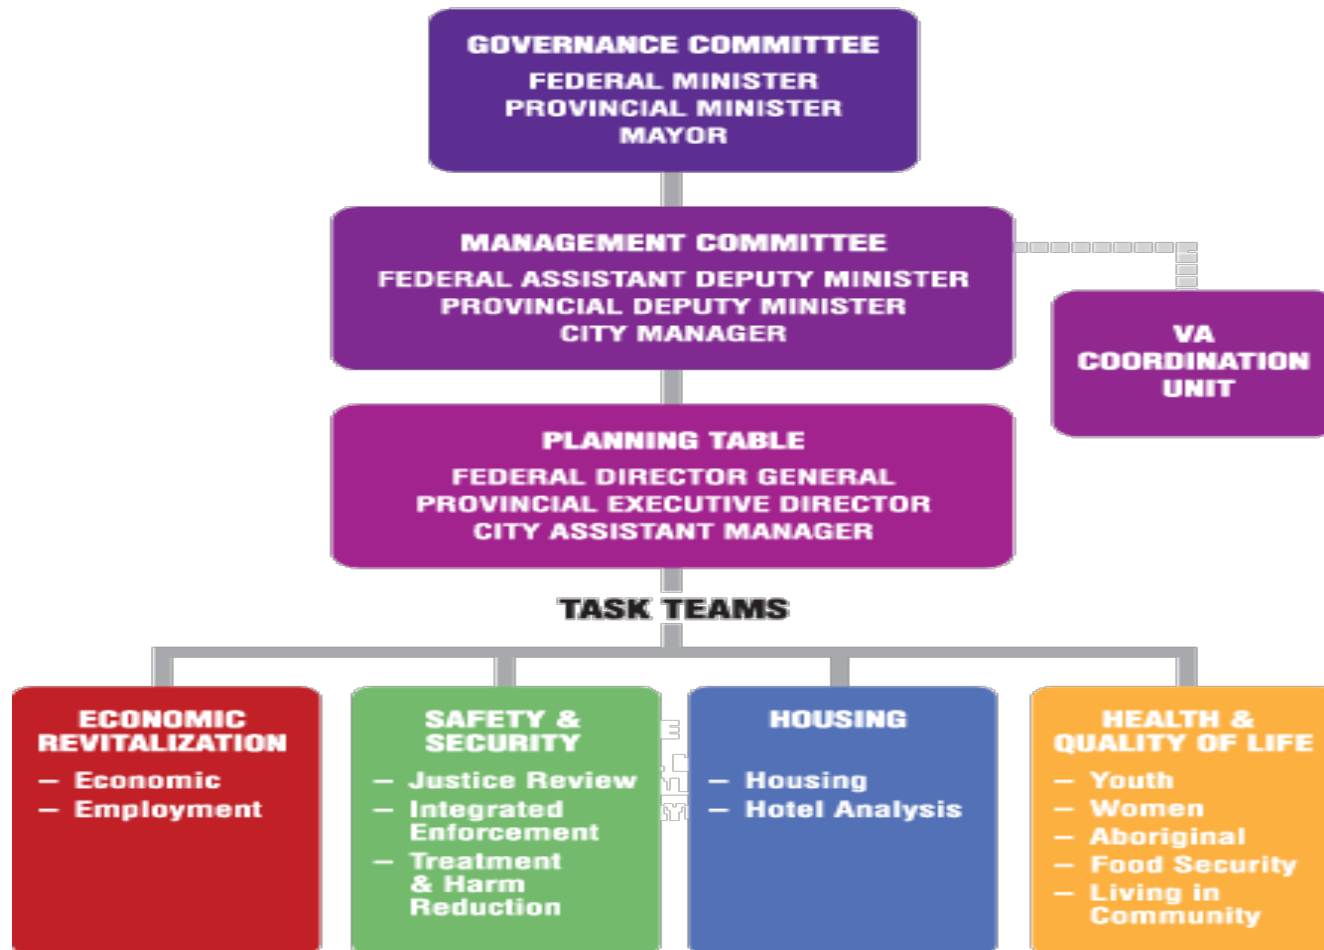 GOVERNANCE COMMITTEE
FEDERAL MINISTER
PROVINCIAL MINISTER
MAYOR
MANAGEMENT COMMITTEE
FEDERAL ASSISTANT DEPUTY MINISTER
PROVINCIAL DEPUTY MINISTER
CITY MANAGER
VA
COORDINATION
UNIT
PLANNING TABLE
FEDERAL DIRECTOR GENERAL
PROVINCIAL EXECUTIVE DIRECTOR
CITY ASSISTANT MANAGER
TASK TEAMS
ECONOMIC
REVITALIZATION
– Economic
– Employment
SAFETY &
SECURITY
– Justice Review
– Integrated
Enforcement
– Treatment
& Harm
Reduction
HOUSING
– Housing
– Hotel Analysis
HEALTH &
QUALITY OF LIFE
– Youth
– Women
– Aboriginal
– Food Security
– Living in
Community